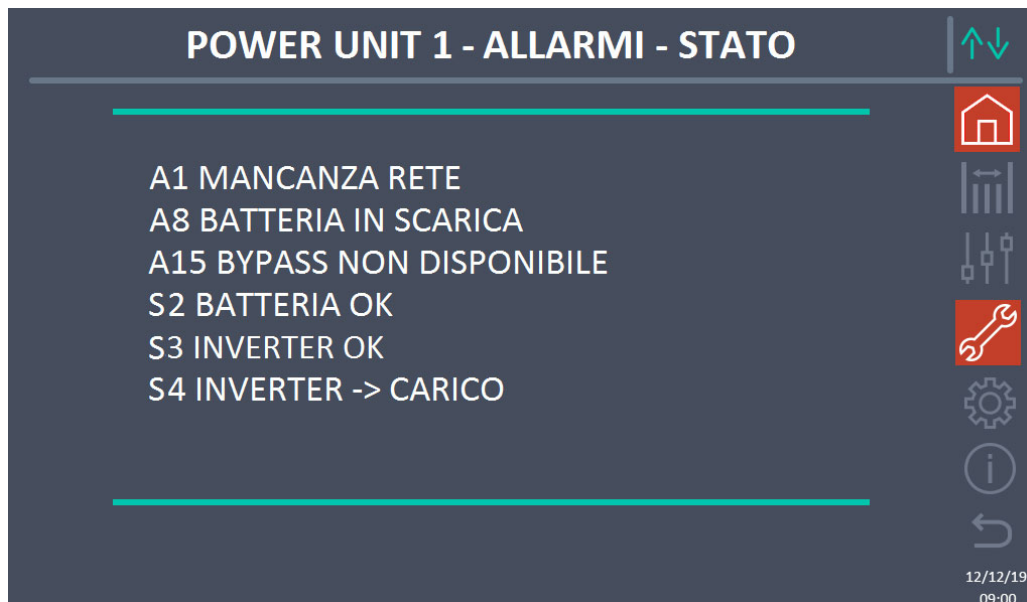 POWER UNIT 1 - ALLARMI - STATO
A1 MANCANZA RETE
A8 BATTERIA IN SCARICA
A15 BYPASS NON DISPONIBILE
S2 BATTERIA OK
S3 INVERTER OK
S4 INVERTER -> CARICO
12/12/19
09:00